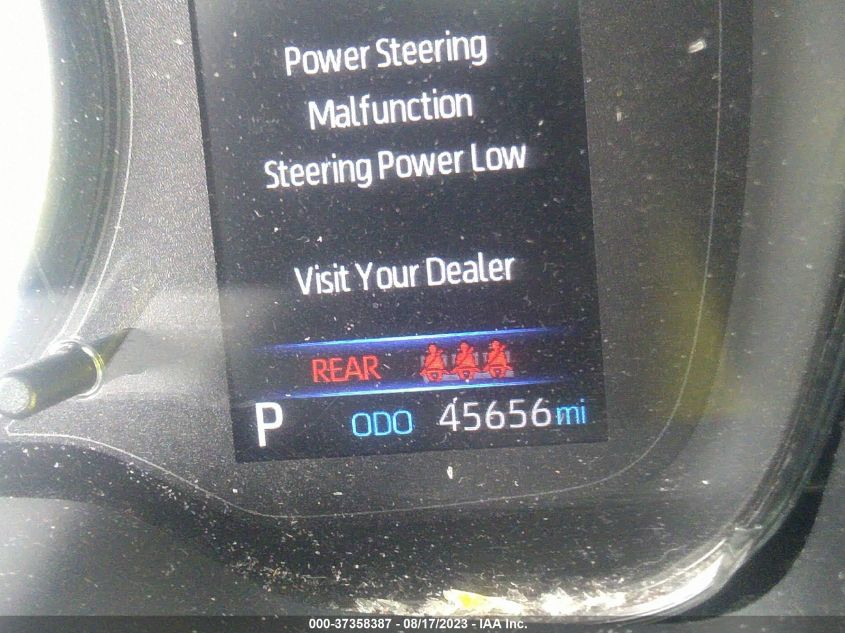 Power Steering
Malfunction
Steering Power Low
Visit Your Dealer
REAR
P ODO 45656 mi
000-37358387 - 08/17/2023 - IAA Inc.